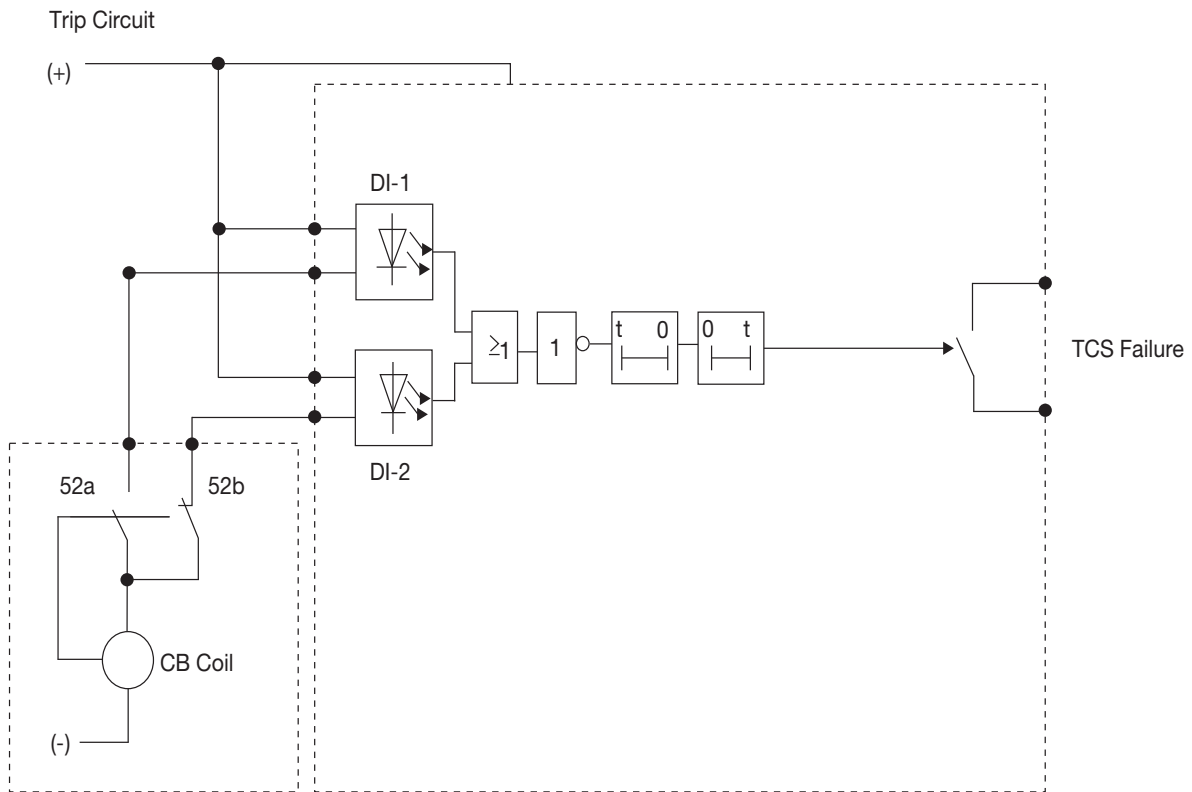 Trip Circuit
(+)
DI-1
≥1
1
t 0
0 t
TCS Failure
DI-2
52a
52b
CB Coil
(-)